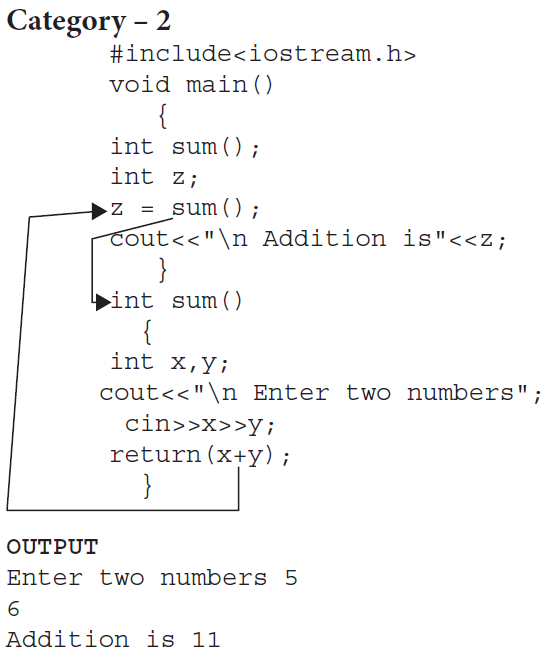 Category – 2
#include<iostream.h>
void main()
{
int sum();
int z;
z = sum();
cout<<"\n Addition is"<<z;
}
int sum()
{
int x,y;
cout<<"\n Enter two numbers";
cin>>x>>y;
return(x+y);
}
OUTPUT
Enter two numbers 5
6
Addition is 11